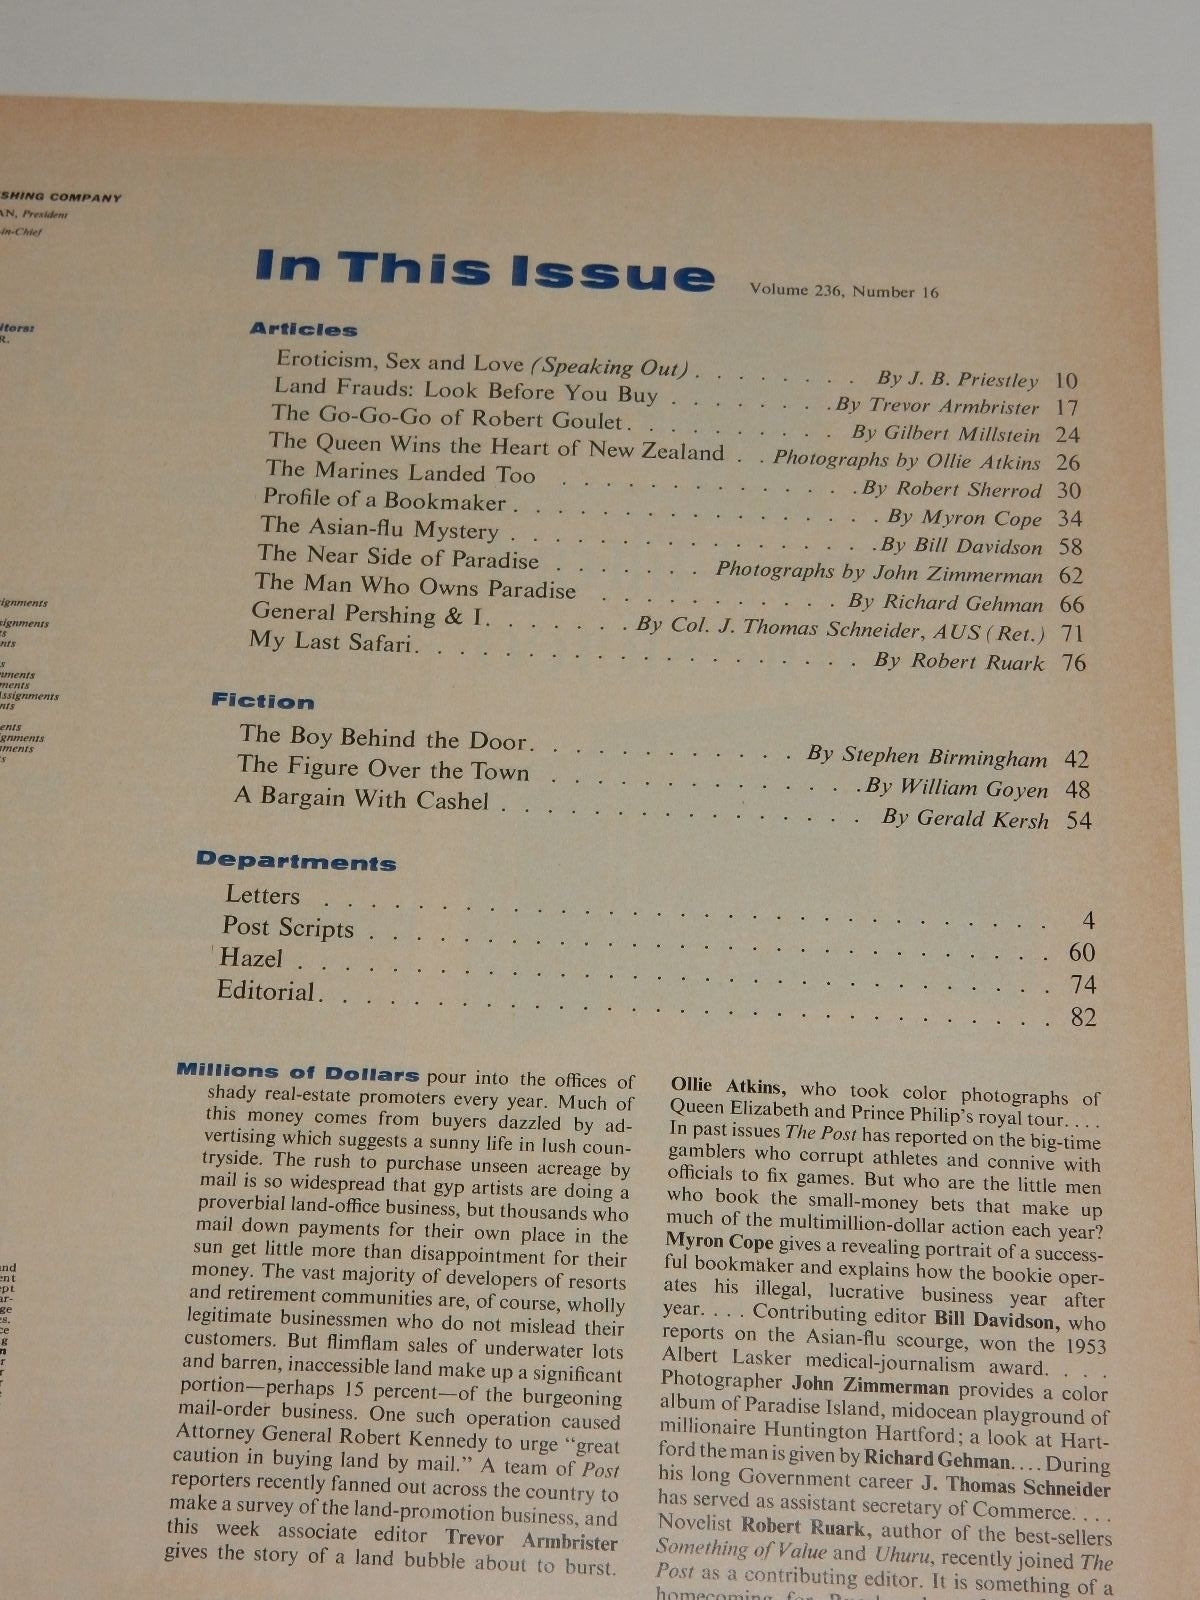 SHING COMPANY
AN, President
-in-Chief
itors:
R.
ignments
signments
ts
nts
s
nments
ments
Assignments
nts
ents
gnments
ments
s
and
ent
ept
ar-
ge
es.
ce
g
n
r
r
In This Issue Volume 236, Number 16
Articles
Eroticism, Sex and Love (Speaking Out) . . . . . . . . By J. B. Priestley 10
Land Frauds: Look Before You Buy . . . . . . . . By Trevor Armbrister 17
The Go-Go-Go of Robert Goulet. . . . . . . . . . By Gilbert Millstein 24
The Queen Wins the Heart of New Zealand . . Photographs by Ollie Atkins 26
The Marines Landed Too . . . . . . . . . . . . . By Robert Sherrod 30
Profile of a Bookmaker . . . . . . . . . . . . . . . . By Myron Cope 34
The Asian-flu Mystery . . . . . . . . . . . . . . . . By Bill Davidson 58
The Near Side of Paradise . . . . . . . Photographs by John Zimmerman 62
The Man Who Owns Paradise . . . . . . . . . . By Richard Gehman 66
General Pershing & I. . . . . . . By Col. J. Thomas Schneider, AUS (Ret.) 71
My Last Safari. . . . . . . . . . . . . . . . . . . By Robert Ruark 76
Fiction
The Boy Behind the Door. . . . . . . . . . . . By Stephen Birmingham 42
The Figure Over the Town . . . . . . . . . . . . . By William Goyen 48
A Bargain With Cashel . . . . . . . . . . . . . . . By Gerald Kersh 54
Departments
Letters . . . . . . . . . . . . . . . . . . . . . . . . . . 4
Post Scripts . . . . . . . . . . . . . . . . . . . . . . . . 60
Hazel . . . . . . . . . . . . . . . . . . . . . . . . . . . 74
Editorial. . . . . . . . . . . . . . . . . . . . . . . . . . 82
Millions of Dollars pour into the offices of
shady real-estate promoters every year. Much of
this money comes from buyers dazzled by ad-
vertising which suggests a sunny life in lush coun-
tryside. The rush to purchase unseen acreage by
mail is so widespread that gyp artists are doing a
proverbial land-office business, but thousands who
mail down payments for their own place in the
sun get little more than disappointment for their
money. The vast majority of developers of resorts
and retirement communities are, of course, wholly
legitimate businessmen who do not mislead their
customers. But flimflam sales of underwater lots
and barren, inaccessible land make up a significant
portion—perhaps 15 percent—of the burgeoning
mail-order business. One such operation caused
Attorney General Robert Kennedy to urge "great
caution in buying land by mail." A team of Post
reporters recently fanned out across the country to
make a survey of the land-promotion business, and
this week associate editor Trevor Armbrister
gives the story of a land bubble about to burst.
Ollie Atkins, who took color photographs of
Queen Elizabeth and Prince Philip's royal tour. . . .
In past issues The Post has reported on the big-time
gamblers who corrupt athletes and connive with
officials to fix games. But who are the little men
who book the small-money bets that make up
much of the multimillion-dollar action each year?
Myron Cope gives a revealing portrait of a success-
ful bookmaker and explains how the bookie oper-
ates his illegal, lucrative business year after
year. . . . Contributing editor Bill Davidson, who
reports on the Asian-flu scourge, won the 1953
Albert Lasker medical-journalism award. . . .
Photographer John Zimmerman provides a color
album of Paradise Island, midocean playground of
millionaire Huntington Hartford; a look at Hart-
ford the man is given by Richard Gehman. . . . During
his long Government career J. Thomas Schneider
has served as assistant secretary of Commerce. . . .
Novelist Robert Ruark, author of the best-sellers
Something of Value and Uhuru, recently joined The
Post as a contributing editor. It is something of a
homecoming for